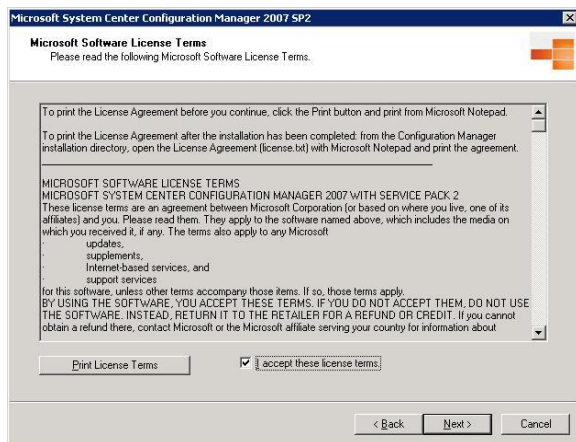 Microsoft System Center Configuration Manager 2007 SP2
Microsoft Software License Terms
Please read the following Microsoft Software License Terms.
To print the License Agreement before you continue, click the Print button and print from Microsoft Notepad.
To print the License Agreement after the installation has been completed: from the Configuration Manager
installation directory, open the License Agreement (license.txt) with Microsoft Notepad and print the agreement.
MICROSOFT SOFTWARE LICENSE TERMS
MICROSOFT SYSTEM CENTER CONFIGURATION MANAGER 2007 WITH SERVICE PACK 2
These license terms are an agreement between Microsoft Corporation (or based on where you live, one of its
affiliates) and you. Please read them. They apply to the software named above, which includes the media on
which you received it, if any. The terms also apply to any Microsoft
· updates,
· supplements,
· Internet-based services, and
· support services
for this software, unless other terms accompany those items. If so, those terms apply.
BY USING THE SOFTWARE, YOU ACCEPT THESE TERMS. IF YOU DO NOT ACCEPT THEM, DO NOT USE
THE SOFTWARE. INSTEAD, RETURN IT TO THE RETAILER FOR A REFUND OR CREDIT. If you cannot
obtain a refund there, contact Microsoft or the Microsoft affiliate serving your country for information about
Print License Terms
I accept these license terms.
< Back
Next >
Cancel